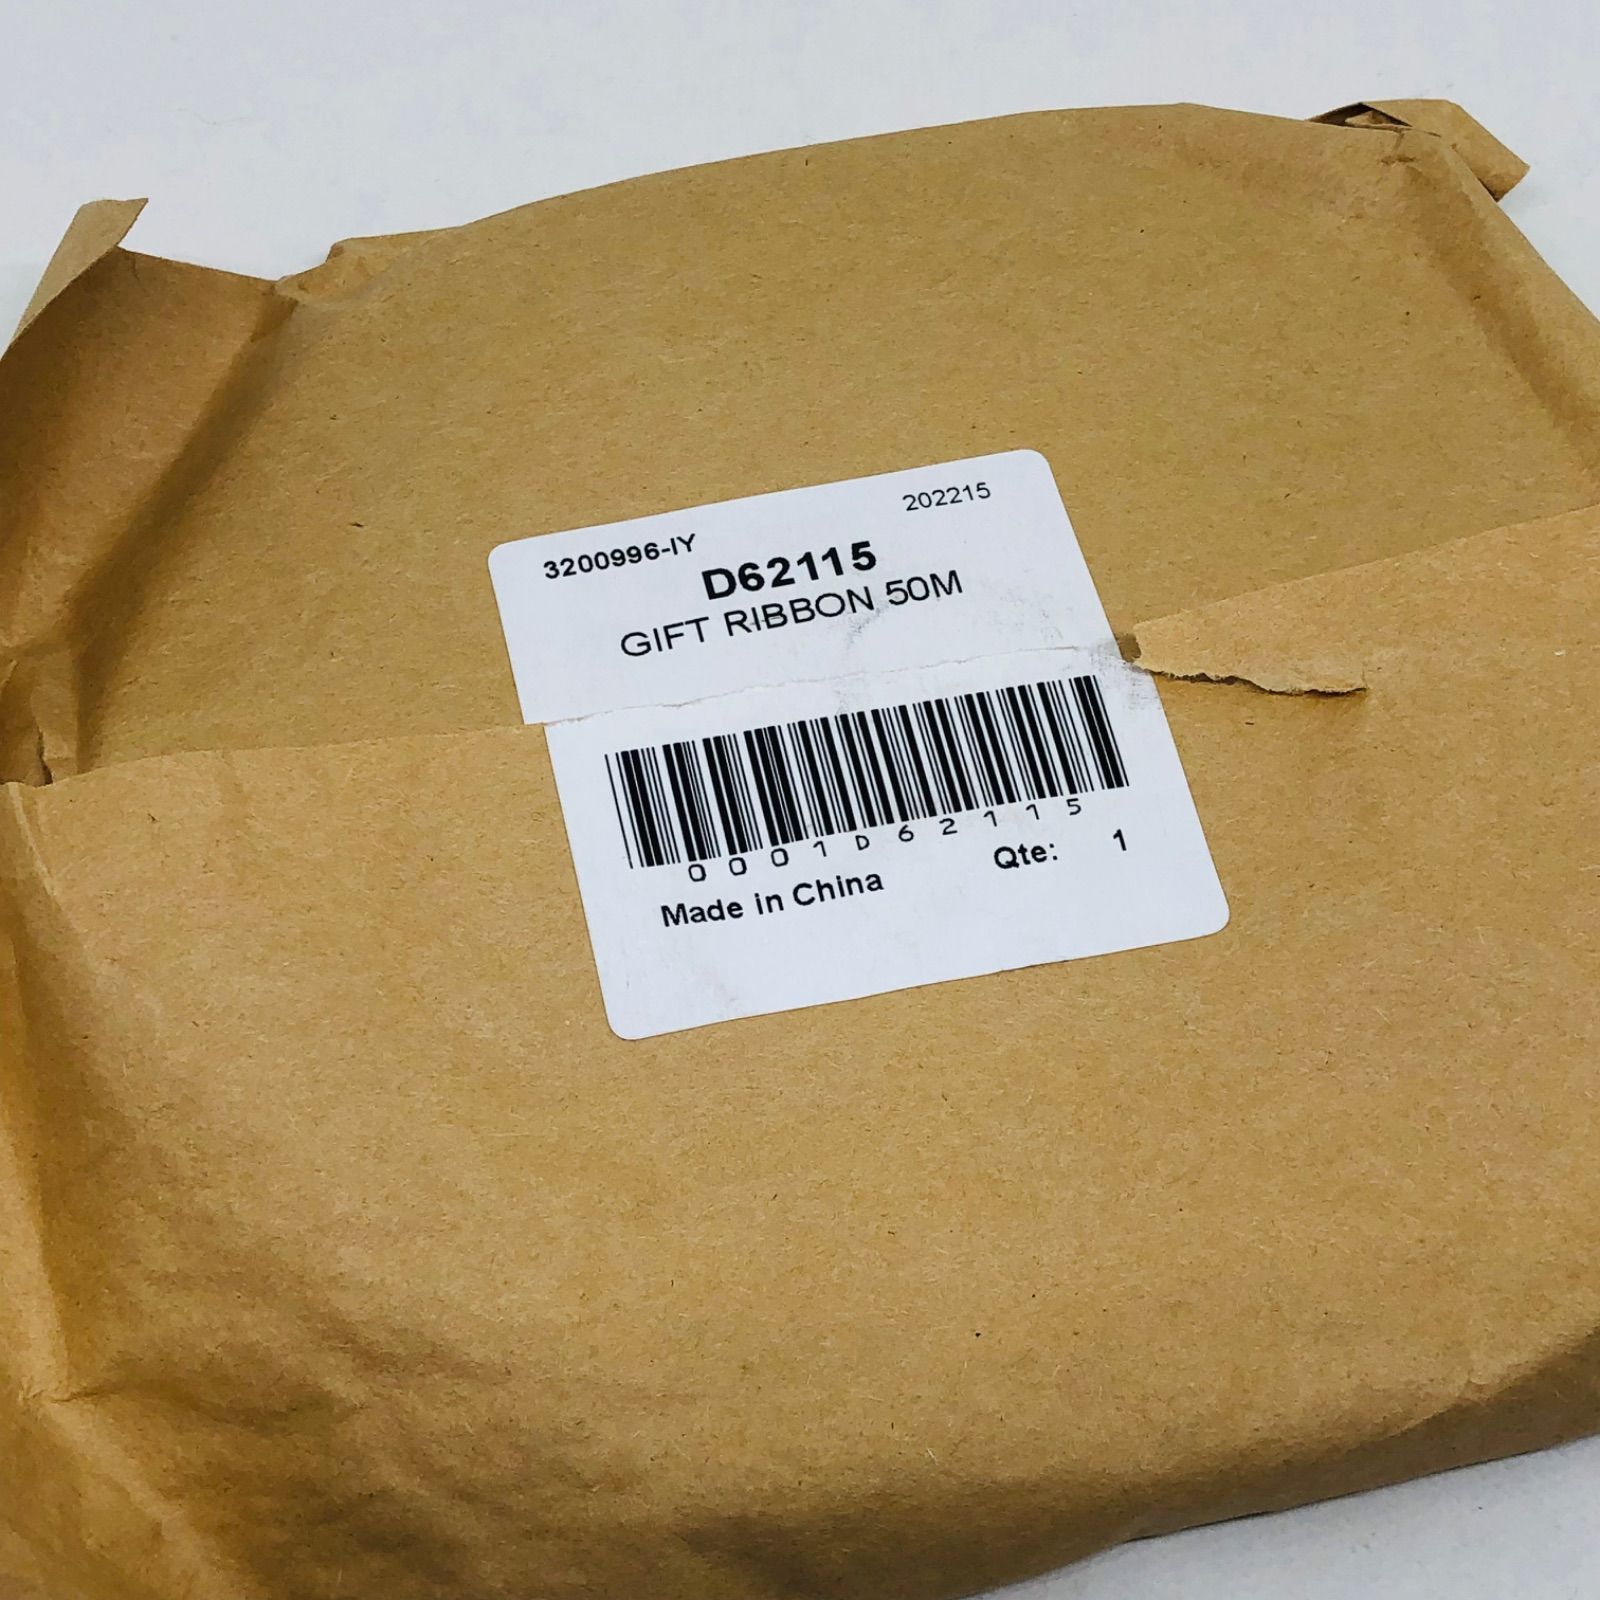 202215
3200996-IY
D62115
GIFT RIBBON 50M
0001D62115
Made in China
Qte: 1